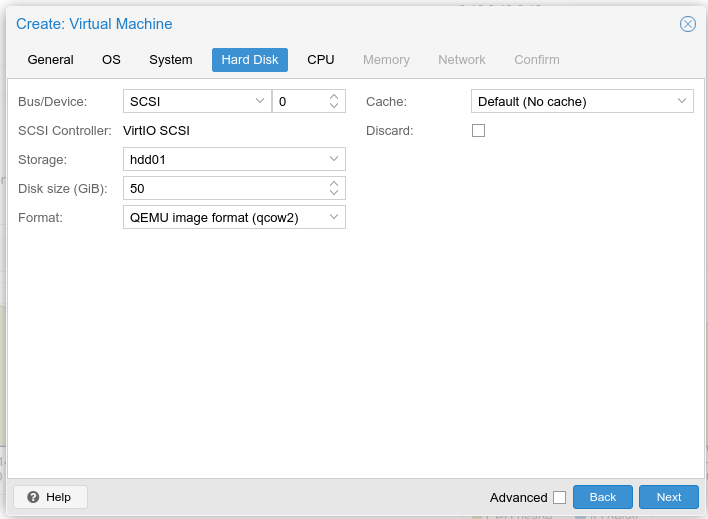 Create: Virtual Machine
General OS System Hard Disk CPU Memory Network Confirm
Bus/Device: SCSI 0 Cache: Default (No cache)
SCSI Controller: VirtIO SCSI Discard:
Storage: hdd01
Disk size (GiB): 50
Format: QEMU image format (qcow2)
Help Advanced Back Next